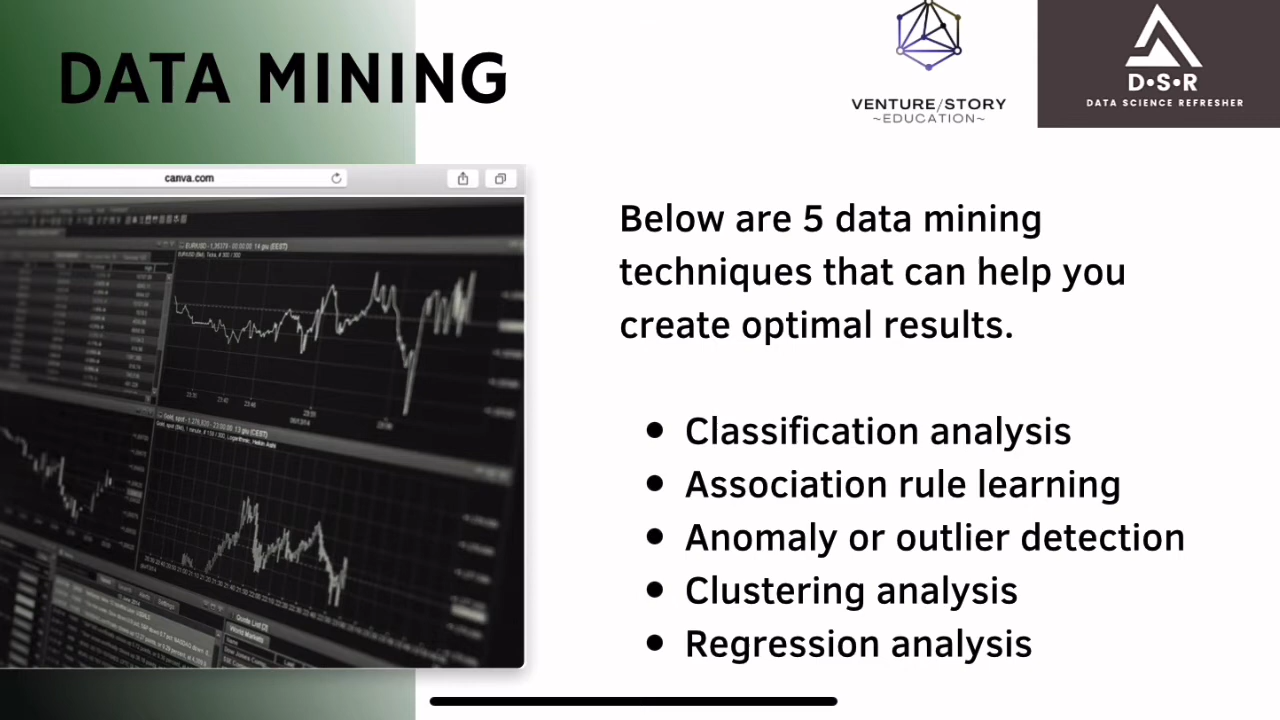 DATA MINING
VENTURE/STORY
~EDUCATION~
D•S•R
DATA SCIENCE REFRESHER
canva.com
Below are 5 data mining
techniques that can help you
create optimal results.
• Classification analysis
• Association rule learning
• Anomaly or outlier detection
• Clustering analysis
• Regression analysis